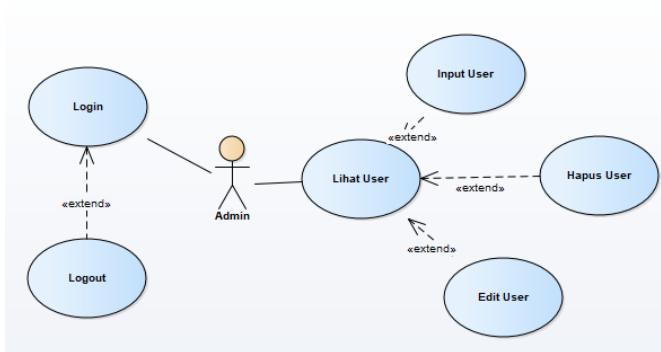 Input User
Login
«extend»
Lihat User
Hapus User
«extend»
«extend»
Admin
«extend»
Logout
Edit User